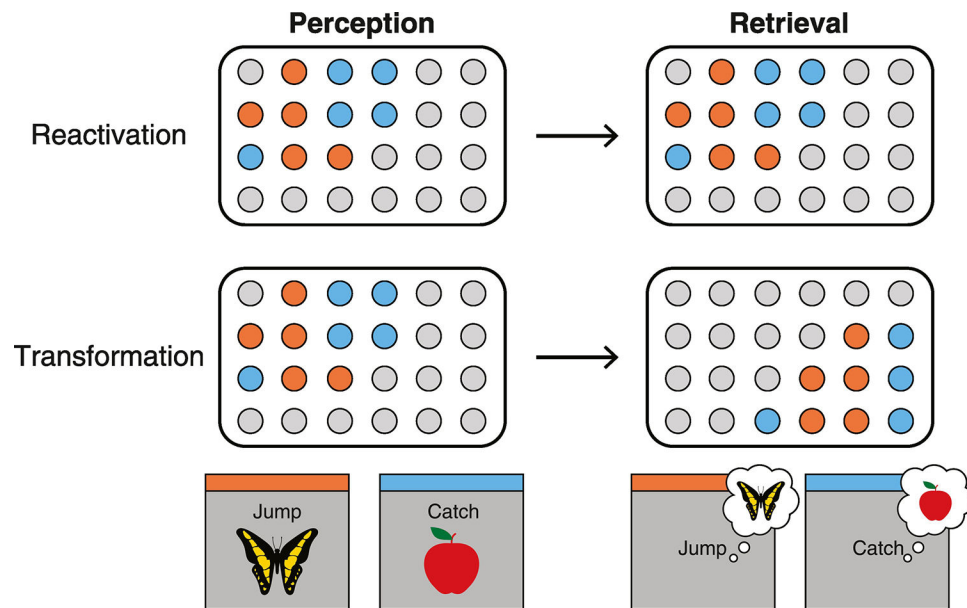 Perception
Retrieval
Reactivation
Transformation
Jump
Catch
Jump
Catch